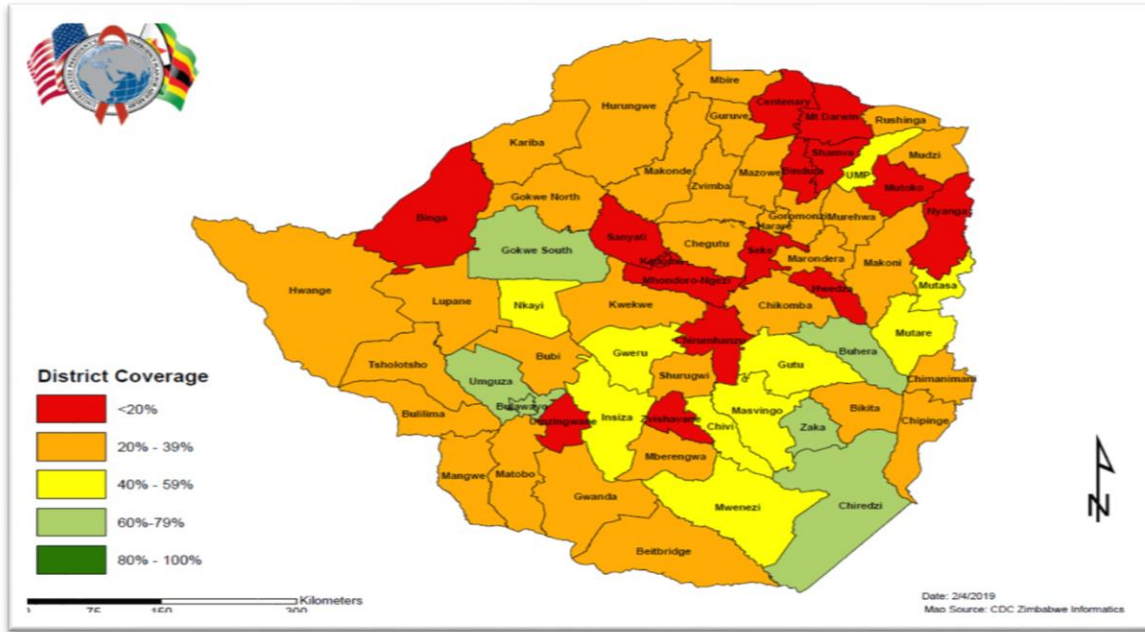 Mbire
Centenary
Hurungwe
Guruve
Mt Darwin
Rushinga
Kariba
Shamva
Mudzi
Makonde
Mazowe
Bindura
UMP
Zvimba
Mutoko
Gokwe North
Nyanga
Binga
Goromonzi
Murehwa
Harare
Sanyati
Chegutu
Gokwe South
Seke
Marondera
Makoni
Mhondoro-Ngezi
Hwedza
Mutasa
Hwange
Lupane
Nkayi
Kwekwe
Chikomba
Mutare
Chirumhanzu
Gweru
Buhera
Tsholotsho
Bubi
Gutu
Shurugwi
Chimanimani
Umguza
Bulawayo
Bikita
Bulilima
Umzingwane
Insiza
Zvishavane
Masvingo
Chivi
Zaka
Chipinge
Mberengwa
Mangwe
Matobo
Gwanda
Mwenezi
Chiredzi
Beitbridge
District Coverage
<20%
20% - 39%
40% - 59%
60%-79%
80% - 100%
Kilometers
75
150
300
N
Date: 2/4/2019
Map Source: CDC Zimbabwe Informatics